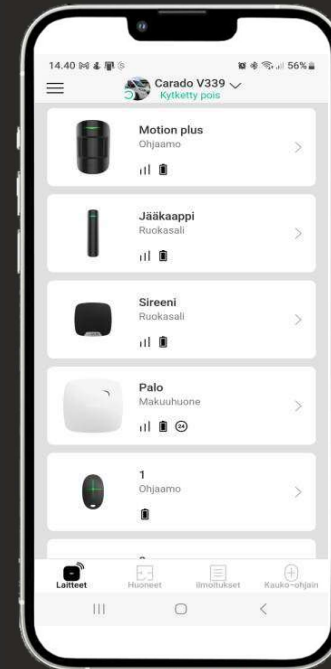 14.40
56%
Carado V339
Kytketty pois
Motion plus
Ohjaamo
Jääkaappi
Ruokasali
Sireeni
Ruokasali
Palo
Makuuhuone
24
1
Ohjaamo
Laitteet
Huoneet
Ilmoitukset
Kauko-ohjain